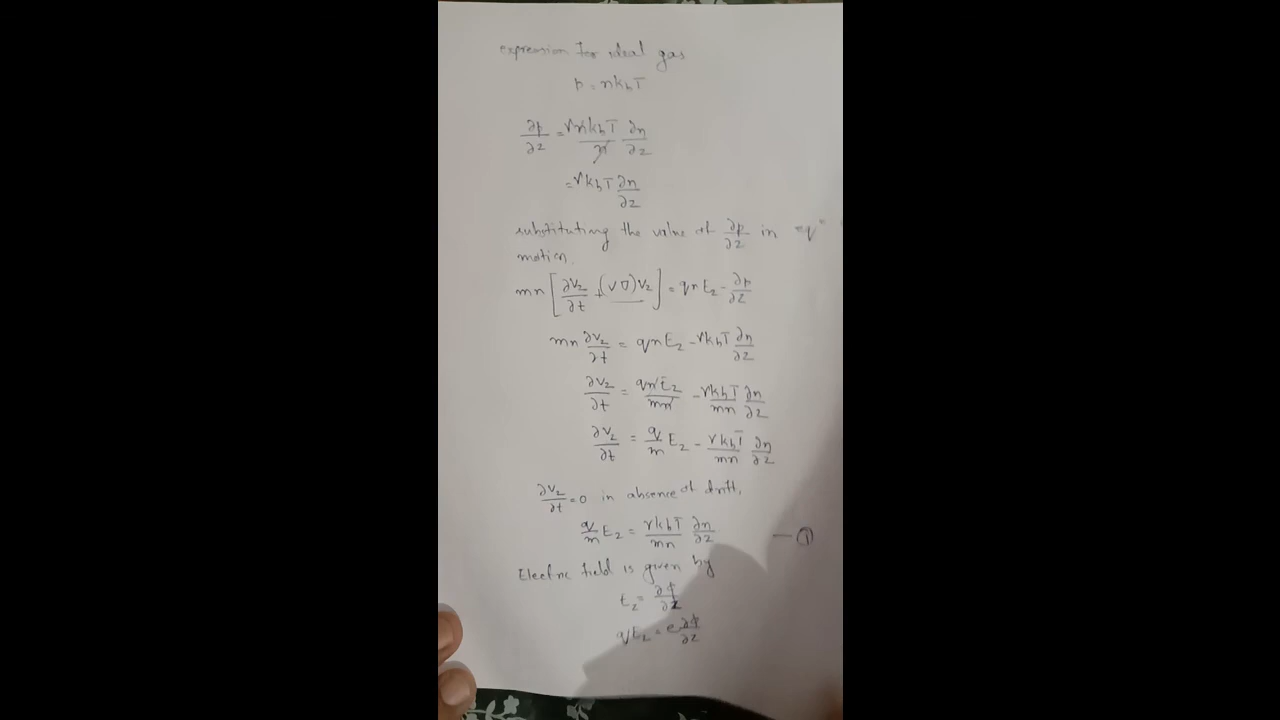 expression for ideal gas
p = nk_bT
∂p/∂z = γnk_bT/n ∂n/∂z
= γk_bT ∂n/∂z
substituting the value of ∂p/∂z in eqⁿ
motion.
mn[∂v_z/∂t + (v∇)v_z] = qnE_z - ∂p/∂z
mn ∂v_z/∂t = qnE_z - γk_bT ∂n/∂z
∂v_z/∂t = qnE_z/mn - γk_bT/mn ∂n/∂z
∂v_z/∂t = q/m E_z - γk_bT/mn ∂n/∂z
∂v_z/∂t = 0 in absence of drift,
q/m E_z = γk_bT/mn ∂n/∂z — ①
Electric field is given by
E_z = ∂ϕ/∂z
qE_z = e ∂ϕ/∂z